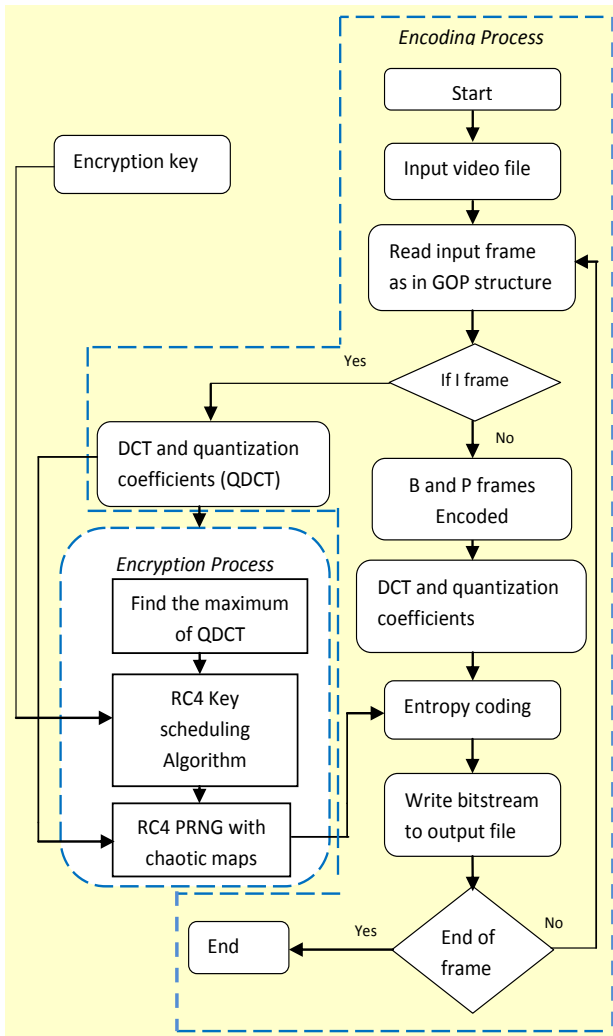 Encoding Process
Start
Encryption key
Input video file
Read input frame
as in GOP structure
Yes
If I frame
No
DCT and quantization
coefficients (QDCT)
B and P frames
Encoded
Encryption Process
Find the maximum
of QDCT
DCT and quantization
coefficients
RC4 Key
scheduling
Algorithm
Entropy coding
RC4 PRNG with
chaotic maps
Write bitstream
to output file
End
Yes
End of
frame
No